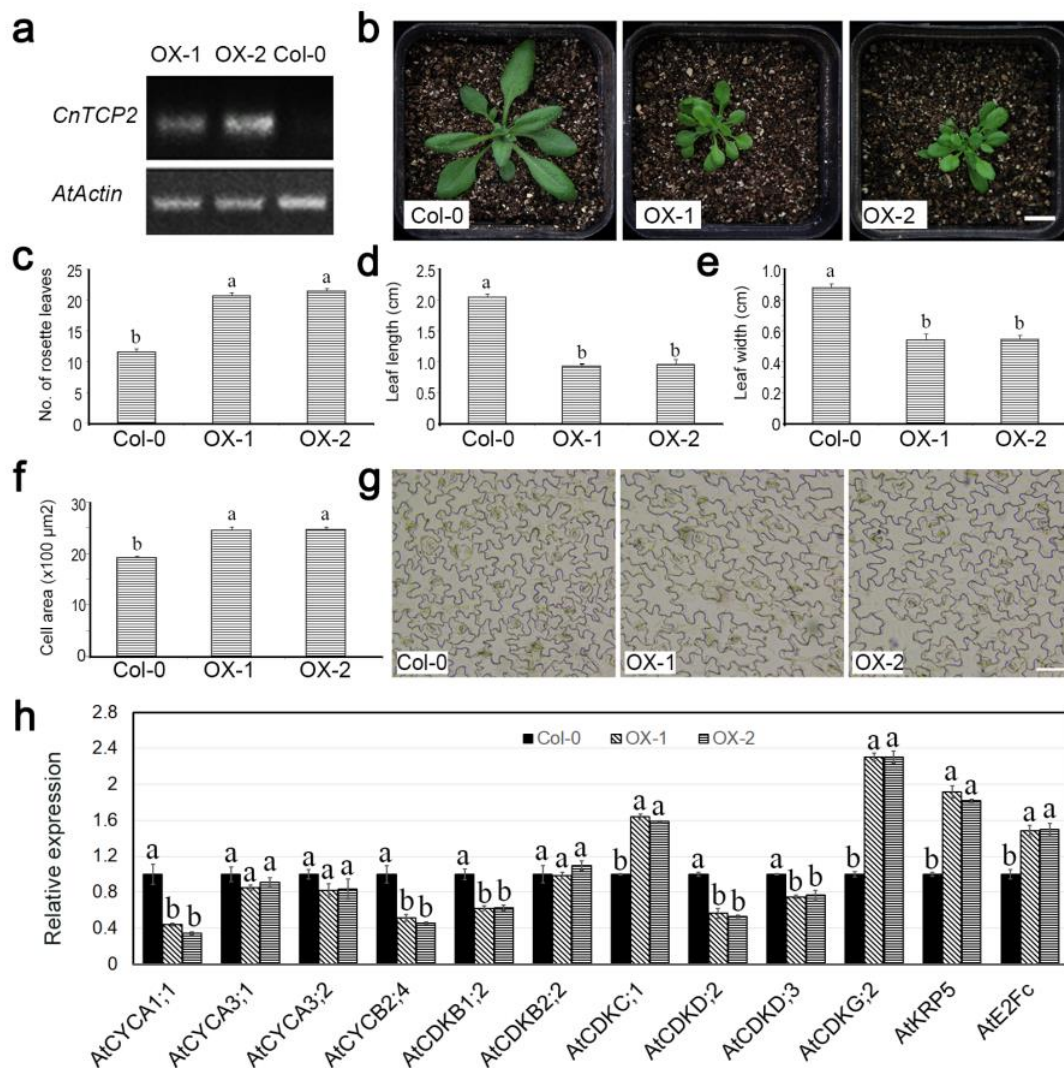 a
OX-1 OX-2 Col-0
CnTCP2
AtActin
b
Col-0
OX-1
OX-2
c
No. of rosette leaves
25
20
15
10
5
0
b
a
a
Col-0 OX-1 OX-2
d
Leaf length (cm)
2.5
2.0
1.5
1.0
0.5
0.0
a
b
b
Col-0 OX-1 OX-2
e
Leaf width (cm)
1.0
0.8
0.6
0.4
0.2
0.0
a
b
b
Col-0 OX-1 OX-2
f
Cell area (x100 µm2)
30
20
10
0
b
a
a
Col-0 OX-1 OX-2
g
Col-0
OX-1
OX-2
h
Relative expression
2.8
2.4
2
1.6
1.2
0.8
0.4
0
Col-0 OX-1 OX-2
a b b
a a a
a a a
a b b
a b b
a a a
b a a
a b b
a b b
b a a
b a a
b a a
AtCYCA1;1
AtCYCA3;1
AtCYCA3;2
AtCYCB2;4
AtCDKB1;2
AtCDKB2;2
AtCDKC;1
AtCDKD;2
AtCDKD;3
AtCDKG;2
AtKRP5
AtE2Fc